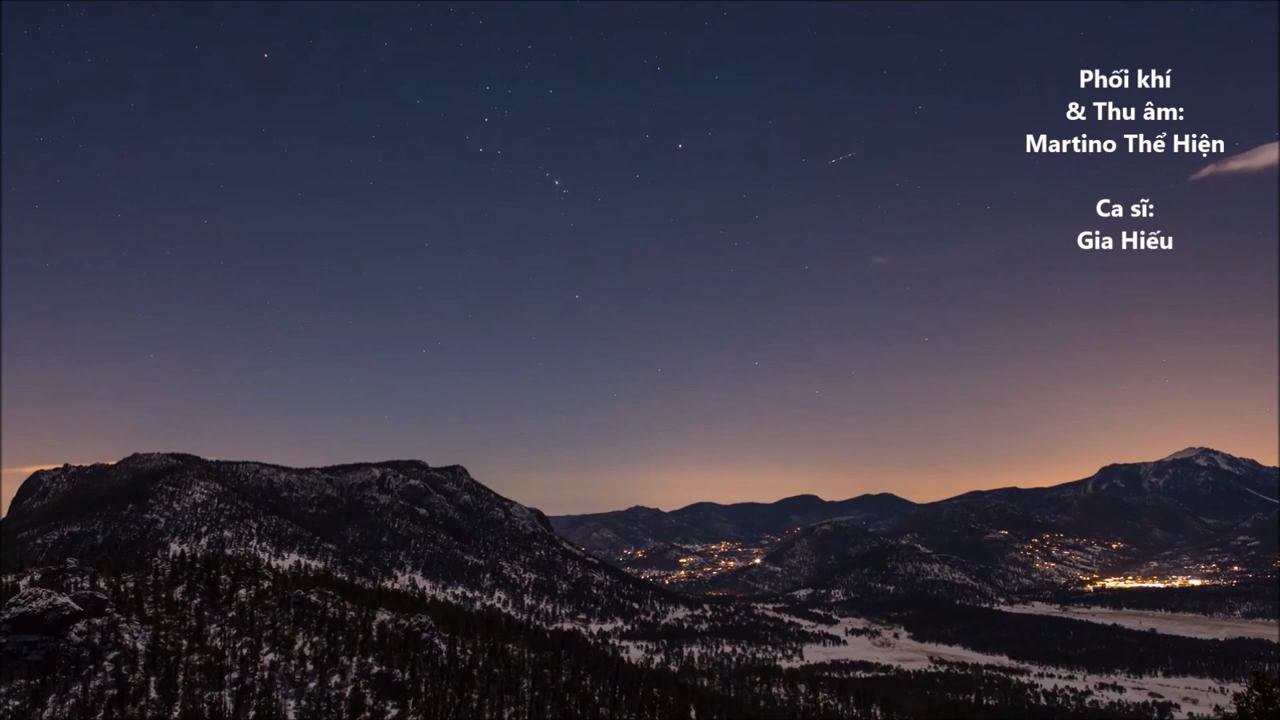 Phối khí
& Thu âm:
Martino Thể Hiện
Ca sĩ:
Gia Hiếu